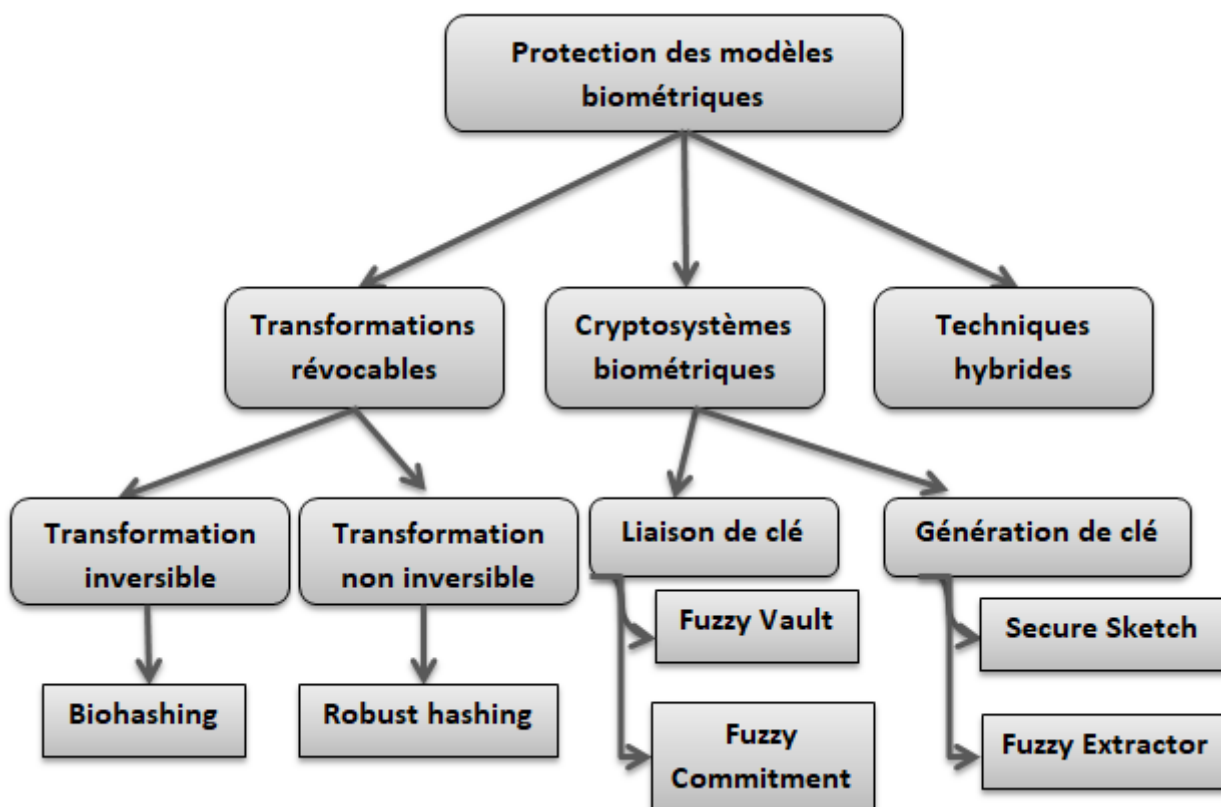 Protection des modèles
biométriques
Transformations
révocables
Cryptosystèmes
biométriques
Techniques
hybrides
Transformation
inversible
Transformation
non inversible
Liaison de clé
Génération de clé
Fuzzy Vault
Secure Sketch
Biohashing
Robust hashing
Fuzzy
Commitment
Fuzzy Extractor